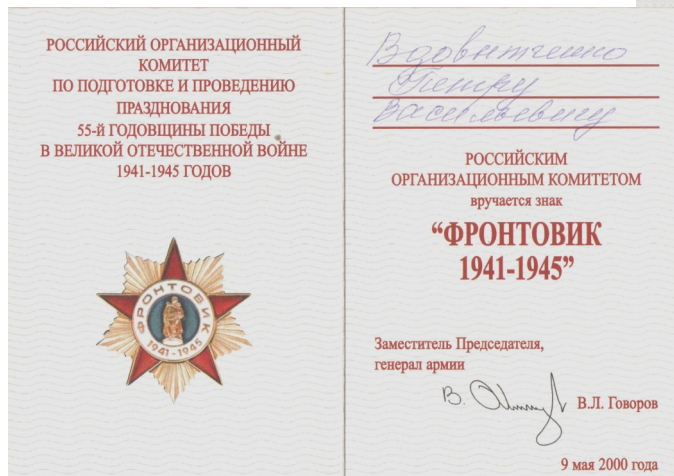 РОССИЙСКИЙ ОРГАНИЗАЦИОННЫЙ
КОМИТЕТ
ПО ПОДГОТОВКЕ И ПРОВЕДЕНИЮ
ПРАЗДНОВАНИЯ
55-й ГОДОВЩИНЫ ПОБЕДЫ
В ВЕЛИКОЙ ОТЕЧЕСТВЕННОЙ ВОЙНЕ
1941-1945 ГОДОВ
ФРОНТОВИК
1941-1945
Вдовитченко
Петру
Васильевичу
РОССИЙСКИМ
ОРГАНИЗАЦИОННЫМ КОМИТЕТОМ
вручается знак
“ФРОНТОВИК
1941-1945”
Заместитель Председателя,
генерал армии
В.Л. Говоров
9 мая 2000 года